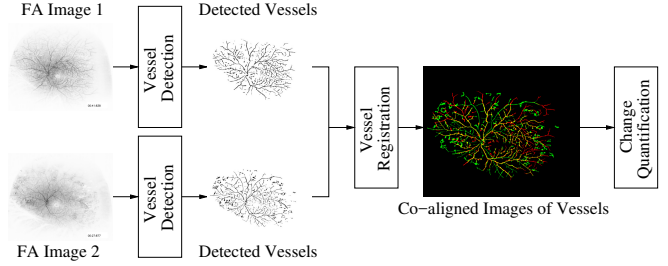 FA Image 1
Detected Vessels
Vessel
Detection
Vessel
Registration
Change
Quantification
Co-aligned Images of Vessels
Vessel
Detection
FA Image 2
Detected Vessels